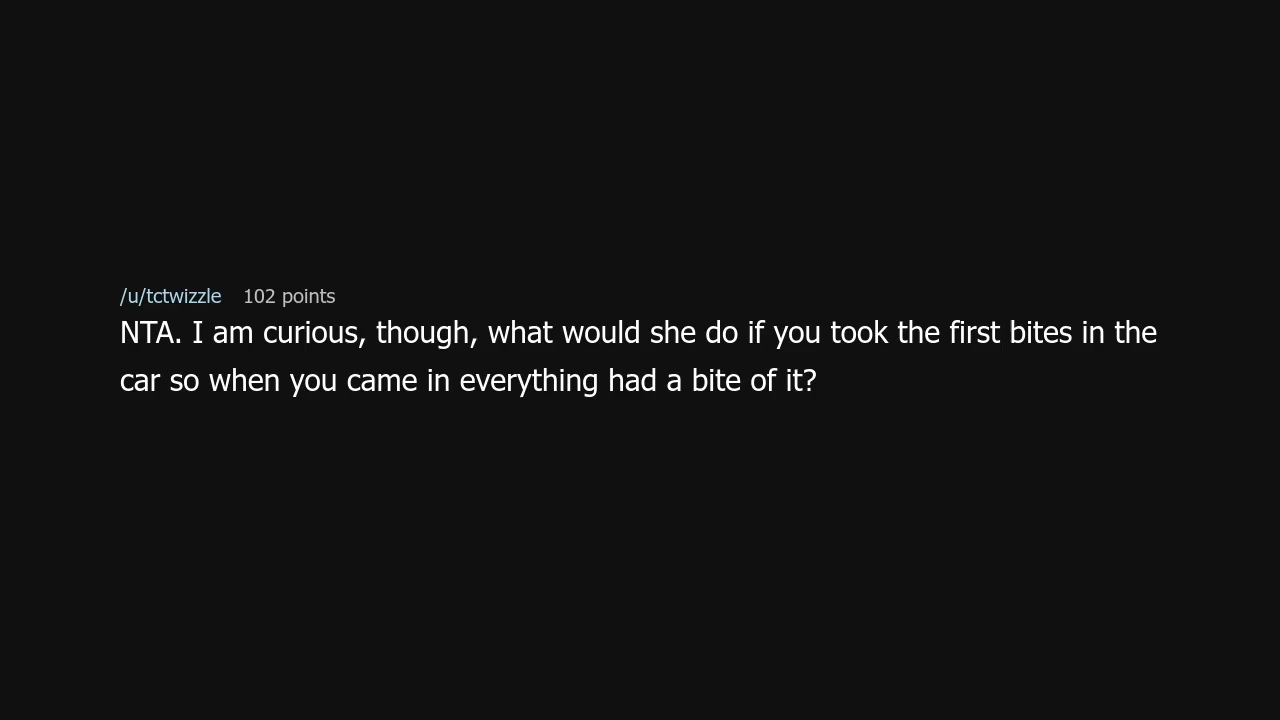 /u/tctwizzle 102 points
NTA. I am curious, though, what would she do if you took the first bites in the
car so when you came in everything had a bite of it?